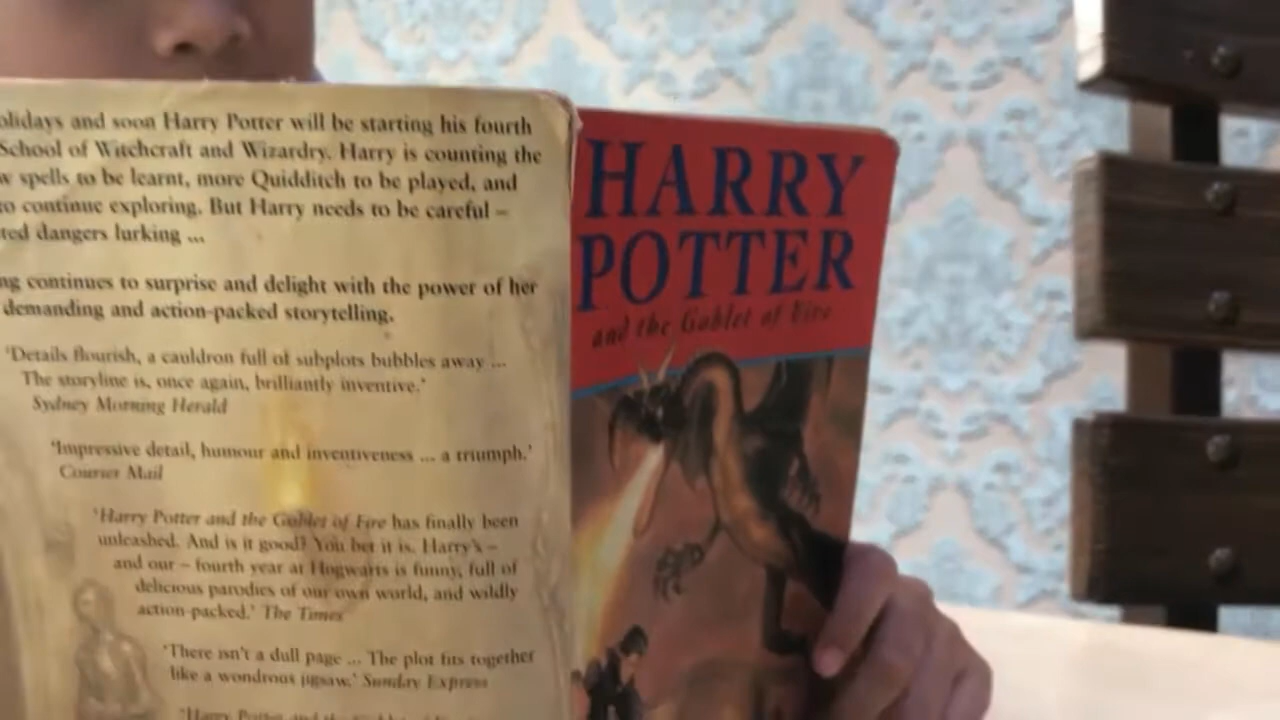 olidays and soon Harry Potter will be starting his fourth
School of Witchcraft and Wizardry. Harry is counting the
w spells to be learnt, more Quidditch to be played, and
to continue exploring. But Harry needs to be careful –
ted dangers lurking ...
ng continues to surprise and delight with the power of her
demanding and action-packed storytelling.
'Details flourish, a cauldron full of subplots bubbles away ...
The storyline is, once again, brilliantly inventive.'
Sydney Morning Herald
'Impressive detail, humour and inventiveness ... a triumph.'
Courier Mail
'Harry Potter and the Goblet of Fire has finally been
unleashed. And is it good? You bet it is. Harry's –
and our – fourth year at Hogwarts is funny, full of
delicious parodies of our own world, and wildly
action-packed.' The Times
'There isn't a dull page ... The plot fits together
like a wondrous jigsaw.' Sunday Express
'Harry Potter and the
HARRY
POTTER
and the Goblet of Fire